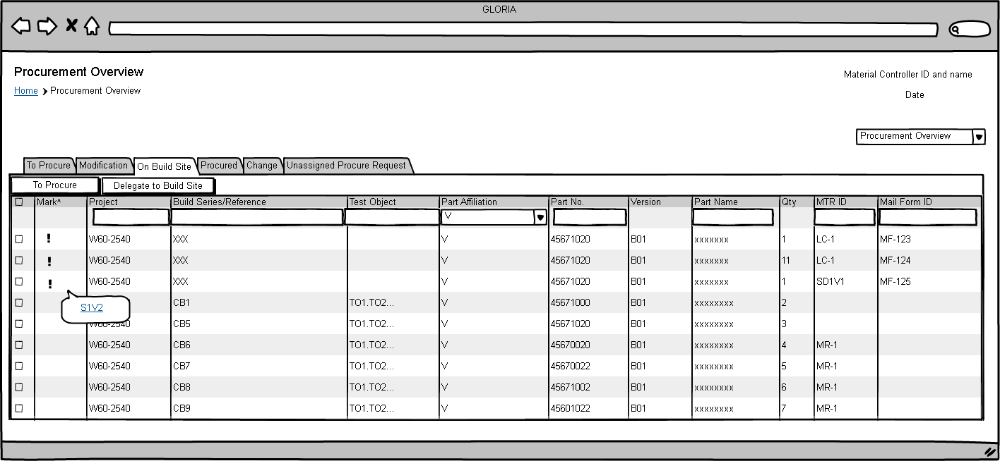 GLORIA
Procurement Overview
Material Controller ID and name
Home Procurement Overview
Date
Procurement Overview
To Procure Modification On Build Site Procured Change Unassigned Procure Request
To Procure Delegate to Build Site
Mark^ Project Build Series/Reference Test Object Part Affiliation Part No. Version Part Name Qty MTR ID Mail Form ID
V
! W60-2540 XXX V 45671020 B01 xxxxxxx 1 LC-1 MF-123
! W60-2540 XXX V 45671020 B01 xxxxxxxx 11 LC-1 MF-124
! W60-2540 XXX V 45671020 B01 xxxxxxxx 1 SD1V1 MF-125
S1V2 CB1 TO1.TO2... V 45671000 B01 xxxxxxxx 2
W60-2540 CB5 TO1.TO2... V 45671020 B01 xxxxxxxx 3
W60-2540 CB6 TO1.TO2... V 45670020 B01 xxxxxxxx 4 MR-1
W60-2540 CB7 TO1.TO2... V 45670022 B01 xxxxxxxx 5 MR-1
W60-2540 CB8 TO1.TO2... V 45671002 B01 xxxxxxxx 6 MR-1
W60-2540 CB9 TO1.TO2... V 45601022 B01 xxxxxxxx 7 MR-1